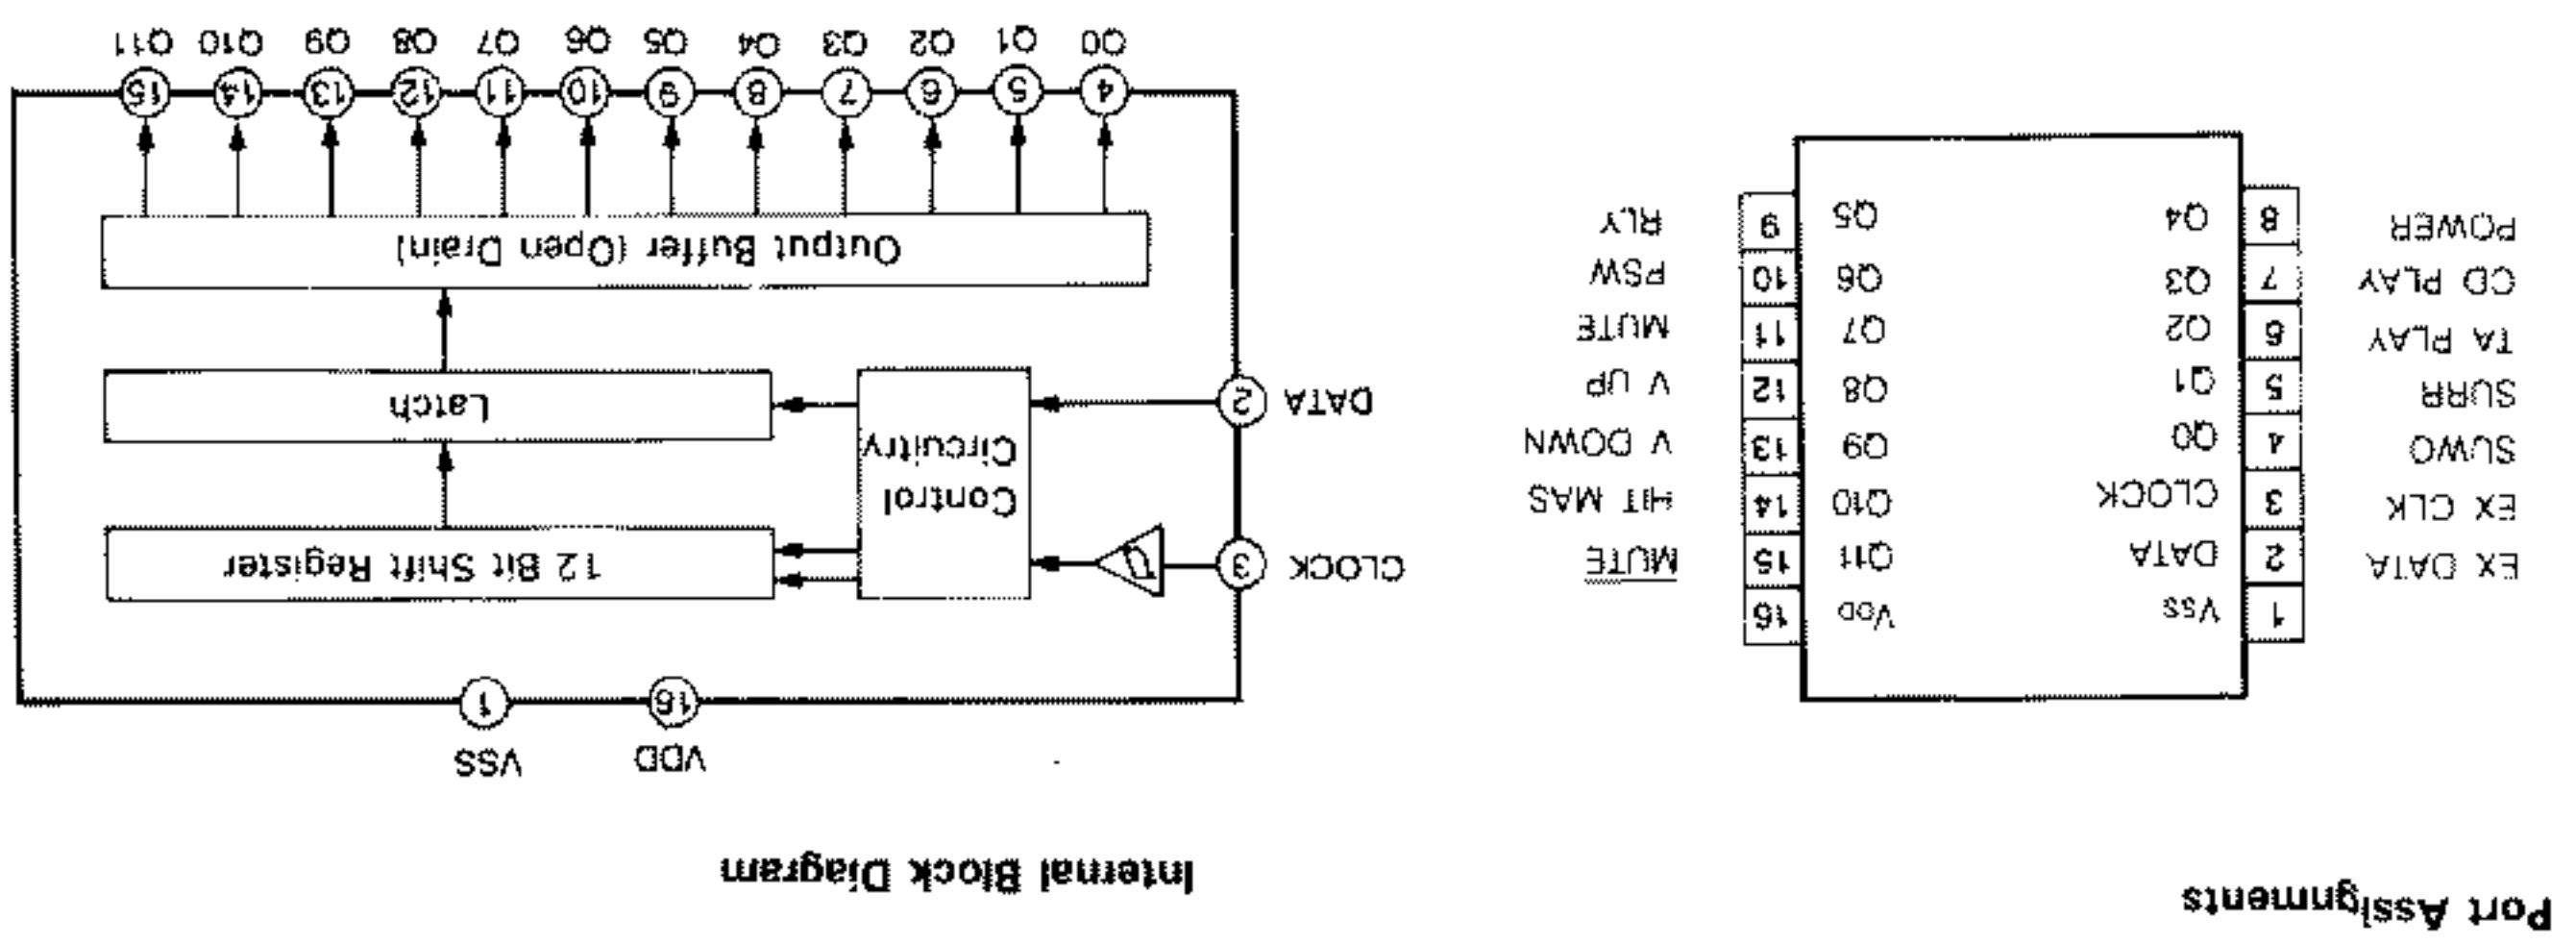 Port Assignments
1 VSS VDD 16
EX DATA 2 DATA Q11 15 MUTE
EX CLK 3 CLOCK Q10 14 HIT MAS
SUWO 4 Q0 Q9 13 V DOWN
SURR 5 Q1 Q8 12 V UP
TA PLAY 6 Q2 Q7 11 MUTE
CD PLAY 7 Q3 Q6 10 PSW
POWER 8 Q4 Q5 9 RLY
Internal Block Diagram
VDD VSS
16 1
CLOCK 3
12 Bit Shift Register
Control
Circuitry
DATA 2
Latch
Output Buffer (Open Drain)
4 5 6 7 8 9 10 11 12 13 14 15
Q0 Q1 Q2 Q3 Q4 Q5 Q6 Q7 Q8 Q9 Q10 Q11